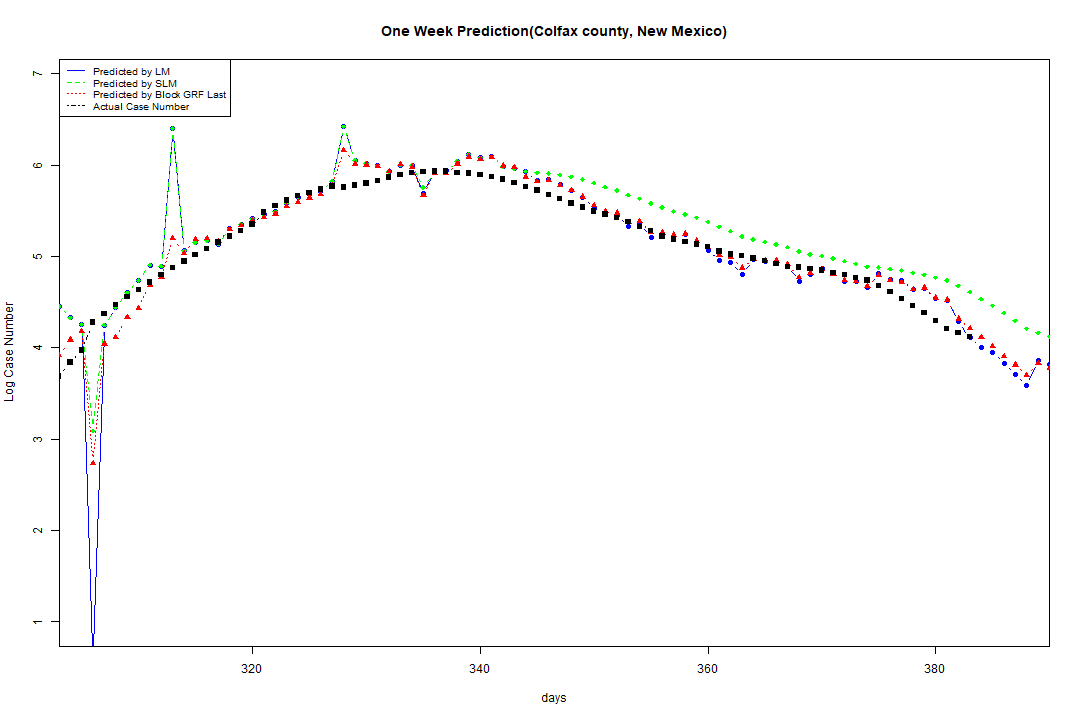 One Week Prediction(Colfax county, New Mexico)
Predicted by LM
Predicted by SLM
Predicted by Block GRF Last
Actual Case Number
7
6
5
4
3
2
1
Log Case Number
320 340 360 380
days